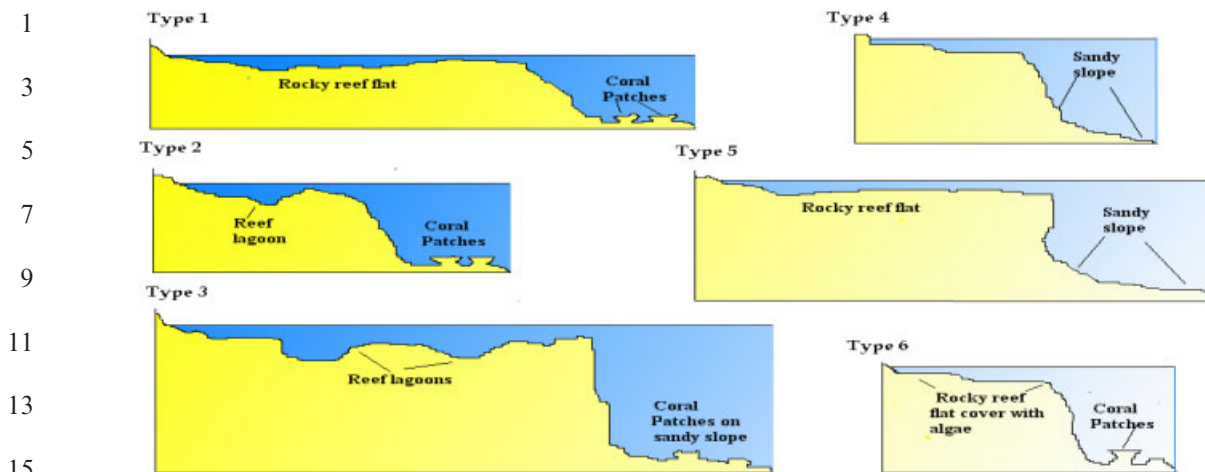 1
3
5
7
9
11
13
15
Type 1
Rocky reef flat
Coral
Patches
Type 2
Reef
lagoon
Coral
Patches
Type 3
Reef lagoons
Coral
Patches on
sandy slope
Type 4
Sandy
slope
Type 5
Rocky reef flat
Sandy
slope
Type 6
Rocky reef
flat cover with
algae
Coral
Patches